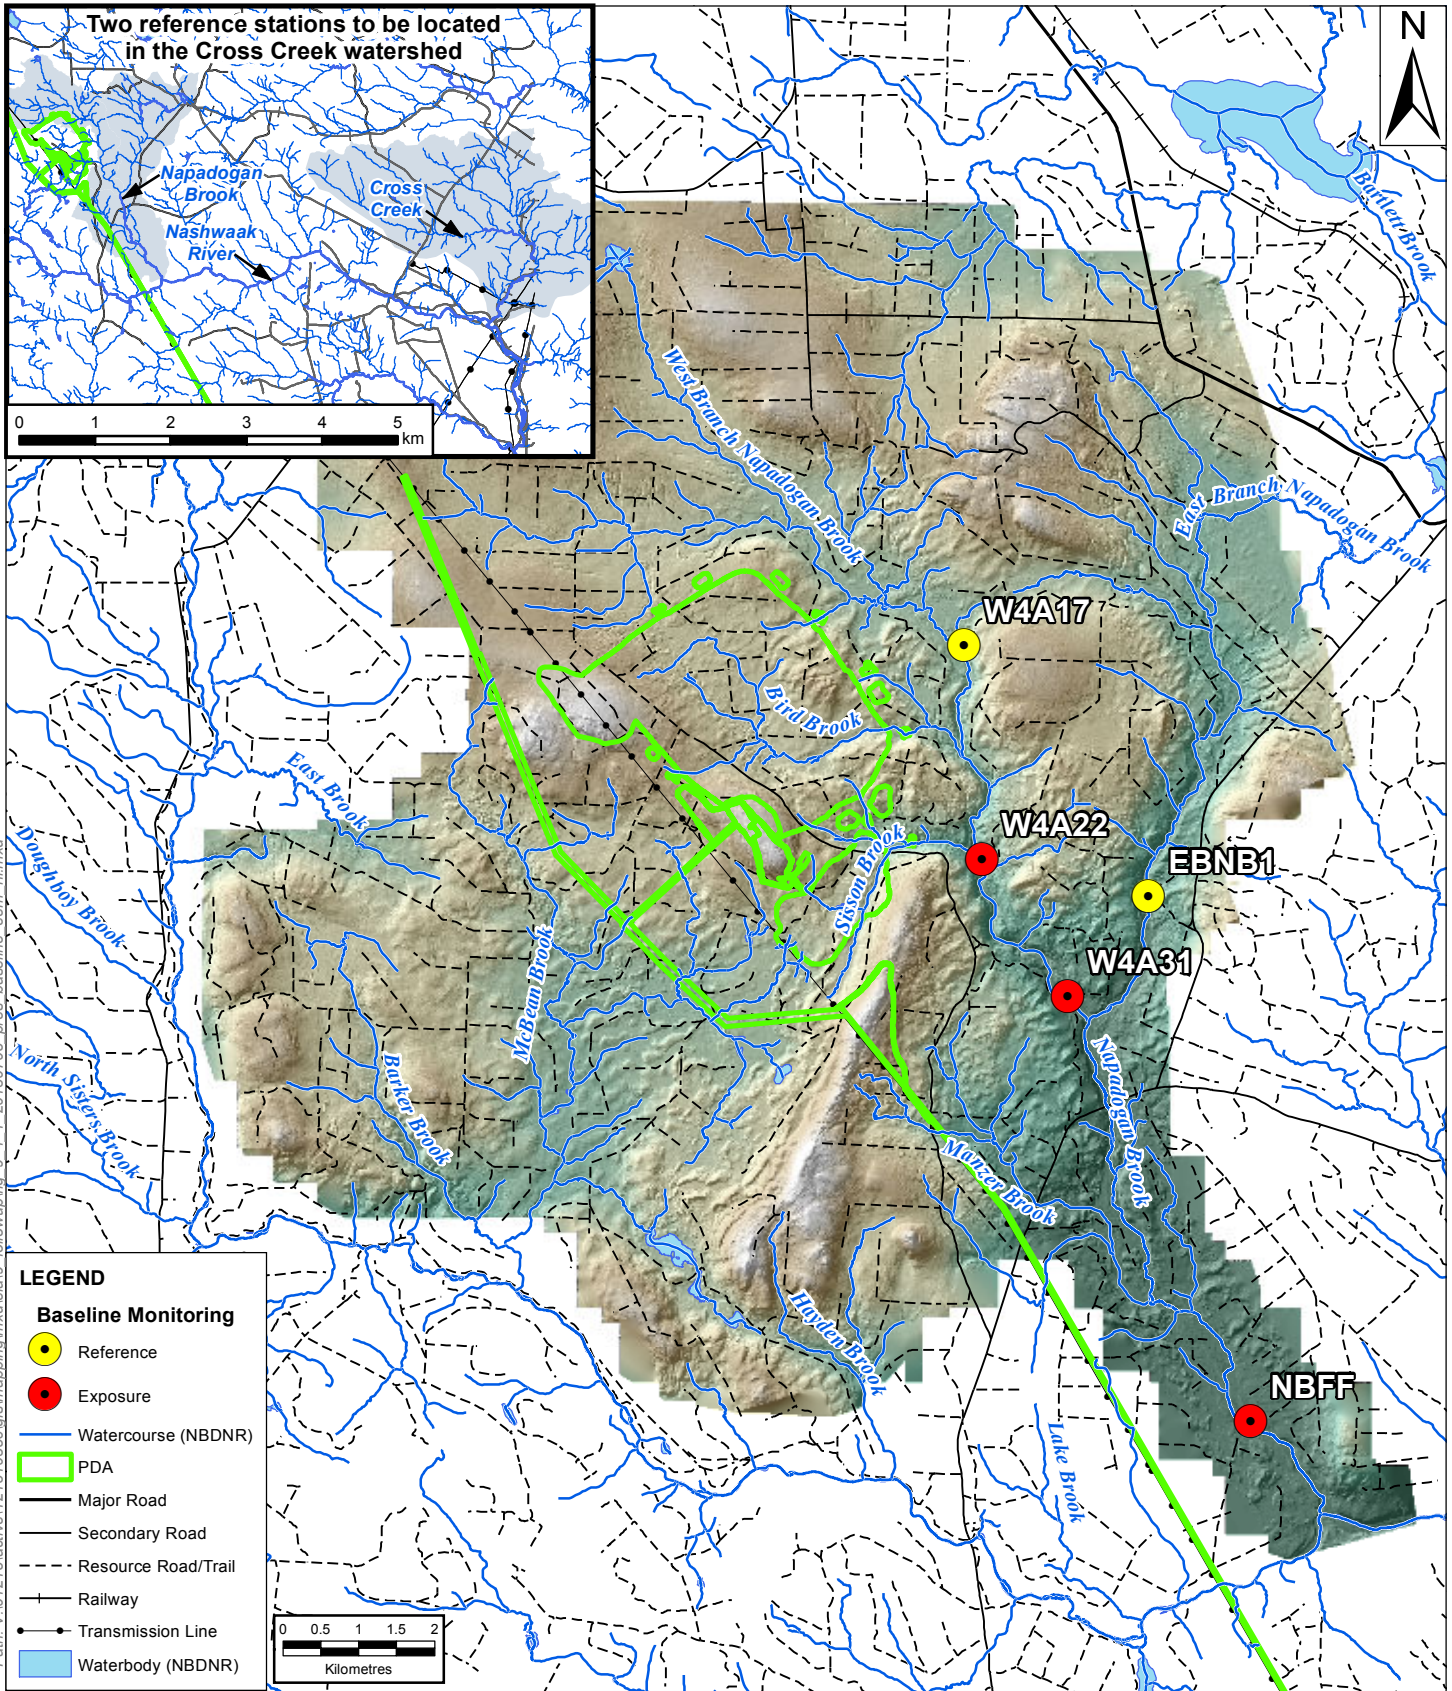 Two reference stations to be located
in the Cross Creek watershed
N
Napadogan
Brook
Cross
Creek
Nashwaak
River
0 1 2 3 4 5
km
Bartlett Brook
West Branch Napadogan Brook
East Branch Napadogan Brook
W4A17
Bird Brook
East Brook
W4A22
Doughboy Brook
Sisson Brook
EBNB1
McBean Brook
W4A31
North Sisters Brook
Barker Brook
Napadogan Brook
Manzer Brook
Hayden Brook
NBFF
Lake Brook
LEGEND
Baseline Monitoring
Reference
Exposure
Watercourse (NBDNR)
PDA
Major Road
Secondary Road
Resource Road/Trail
Railway
Transmission Line
Waterbody (NBDNR)
0 0.5 1 1.5 2
Kilometres